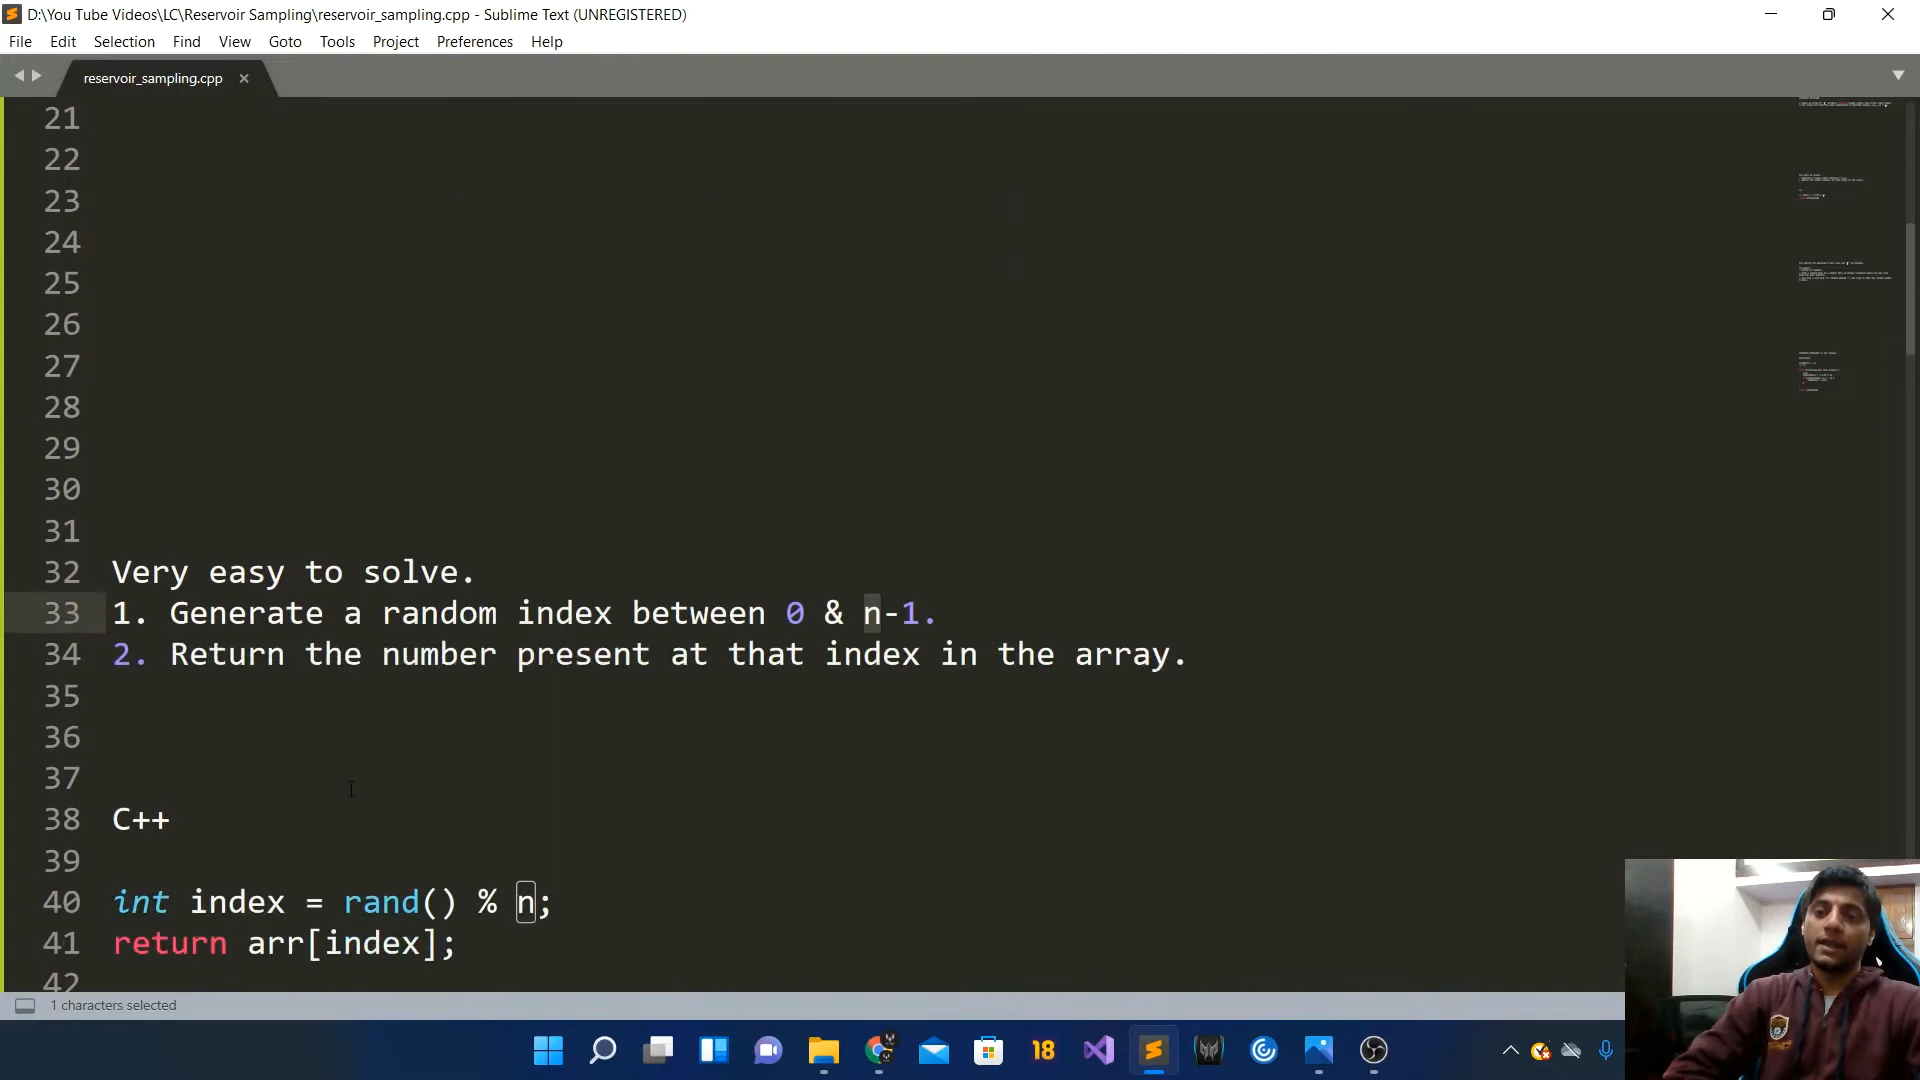 D:\You Tube Videos\LC\Reservoir Sampling\reservoir_sampling.cpp - Sublime Text (UNREGISTERED)
File Edit Selection Find View Goto Tools Project Preferences Help
reservoir_sampling.cpp
21
22
23
24
25
26
27
28
29
30
31
32 Very easy to solve.
33 1. Generate a random index between 0 & n-1.
34 2. Return the number present at that index in the array.
35
36
37
38 C++
39
40 int index = rand() % n;
41 return arr[index];
42
1 characters selected
18